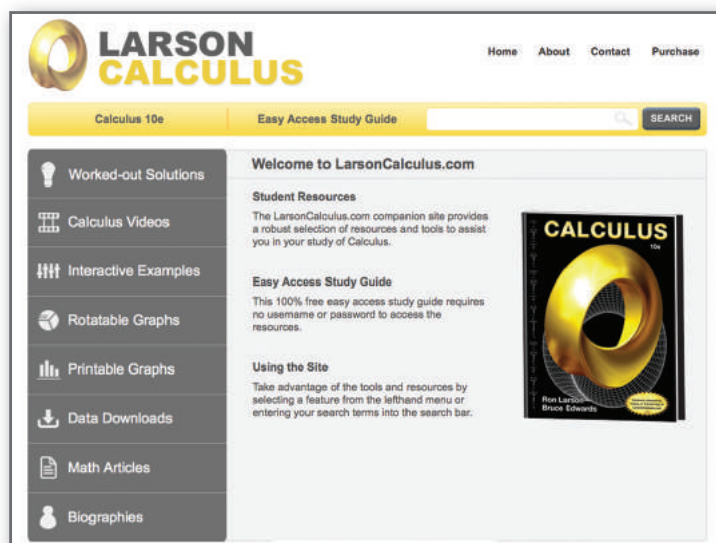 LARSON
CALCULUS
Home About Contact Purchase
Calculus 10e Easy Access Study Guide SEARCH
Worked-out Solutions
Calculus Videos
Interactive Examples
Rotatable Graphs
Printable Graphs
Data Downloads
Math Articles
Biographies
Welcome to LarsonCalculus.com
Student Resources
The LarsonCalculus.com companion site provides
a robust selection of resources and tools to assist
you in your study of Calculus.
Easy Access Study Guide
This 100% free easy access study guide requires
no username or password to access the
resources.
Using the Site
Take advantage of the tools and resources by
selecting a feature from the lefthand menu or
entering your search terms into the search bar.
CALCULUS
10e
Ron Larson
Bruce Edwards